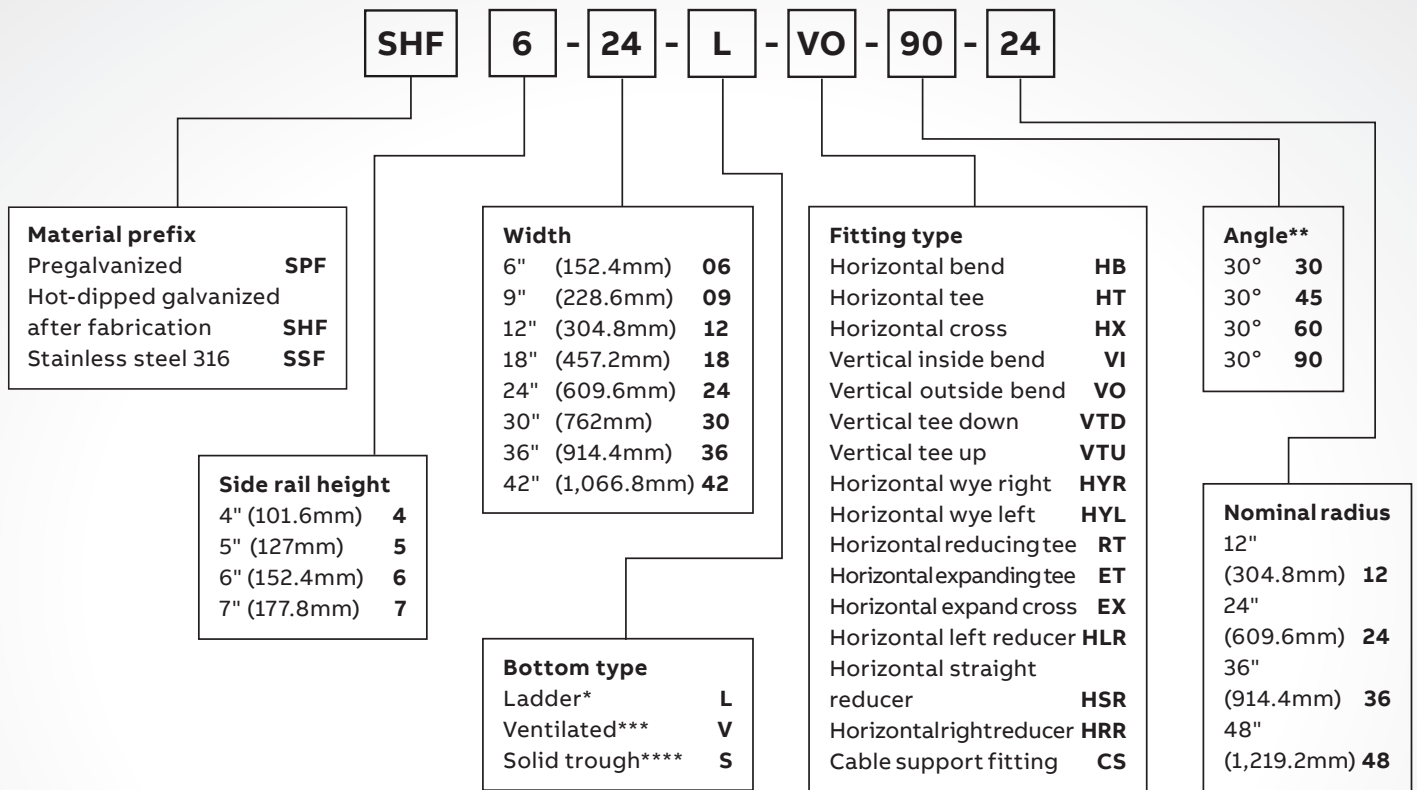 SHF 6 - 24 - L - VO - 90 - 24
Material prefix
Pregalvanized SPF
Hot-dipped galvanized
after fabrication SHF
Stainless steel 316 SSF
Side rail height
4" (101.6mm) 4
5" (127mm) 5
6" (152.4mm) 6
7" (177.8mm) 7
Width
6" (152.4mm) 06
9" (228.6mm) 09
12" (304.8mm) 12
18" (457.2mm) 18
24" (609.6mm) 24
30" (762mm) 30
36" (914.4mm) 36
42" (1,066.8mm) 42
Bottom type
Ladder* L
Ventilated*** V
Solid trough**** S
Fitting type
Horizontal bend HB
Horizontal tee HT
Horizontal cross HX
Vertical inside bend VI
Vertical outside bend VO
Vertical tee down VTD
Vertical tee up VTU
Horizontal wye right HYR
Horizontal wye left HYL
Horizontal reducing tee RT
Horizontal expanding tee ET
Horizontal expand cross EX
Horizontal left reducer HLR
Horizontal straight
reducer HSR
Horizontal right reducer HRR
Cable support fitting CS
Angle**
30° 30
30° 45
30° 60
30° 90
Nominal radius
12"
(304.8mm) 12
24"
(609.6mm) 24
36"
(914.4mm) 36
48"
(1,219.2mm) 48